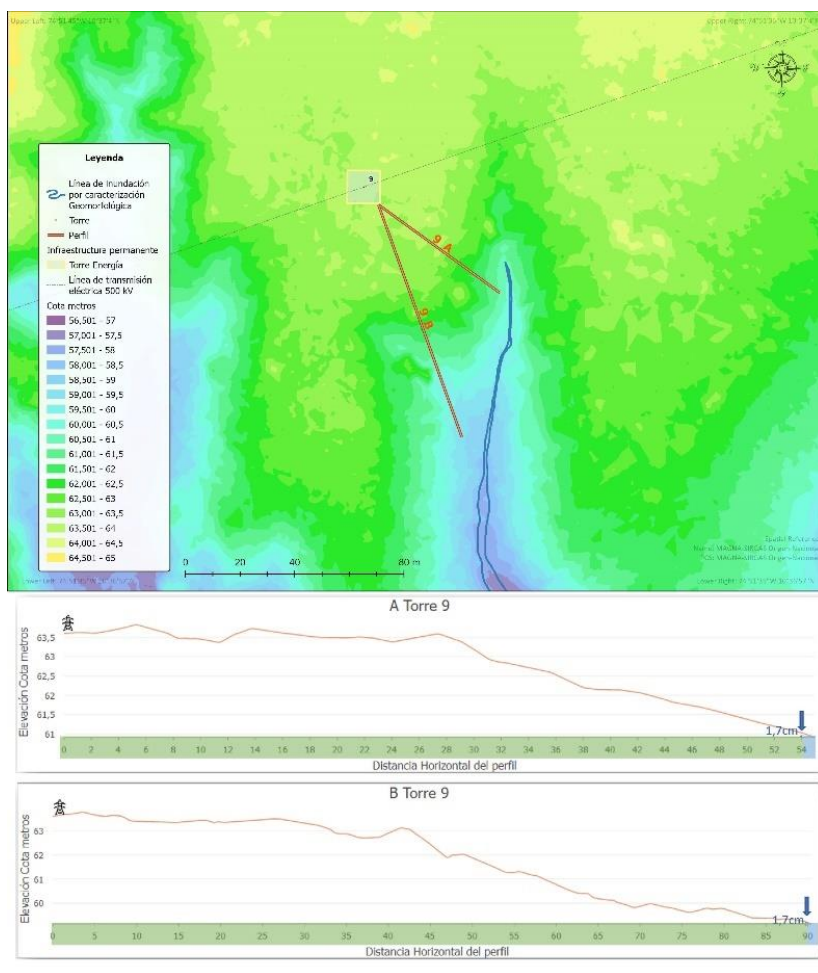 Leyenda
Línea de Inundación
por caracterización
Geomorfológica
Torre
Perfil
Infraestructura permanente
Torre Energía
Línea de transmisión
eléctrica 500 kV
Cota metros
56,501 - 57
57,001 - 57,5
57,501 - 58
58,001 - 58,5
58,501 - 59
59,001 - 59,5
59,501 - 60
60,001 - 60,5
60,501 - 61
61,001 - 61,5
61,501 - 62
62,001 - 62,5
62,501 - 63
63,001 - 63,5
63,501 - 64
64,001 - 64,5
64,501 - 65
9
9 A
9 B
0 40 80 m
A Torre 9
Elevación Cota metros
63,5
63
62,5
62
61,5
61
1,7cm
0 2 4 6 8 10 12 14 16 18 20 22 24 26 28 30 32 34 36 38 40 42 44 46 48 50 52 54
Distancia Horizontal del perfil
B Torre 9
Elevación Cota metros
63
62
61
60
1,7cm
0 5 10 15 20 25 30 35 40 45 50 55 60 65 70 75 80 85 90
Distancia Horizontal del perfil